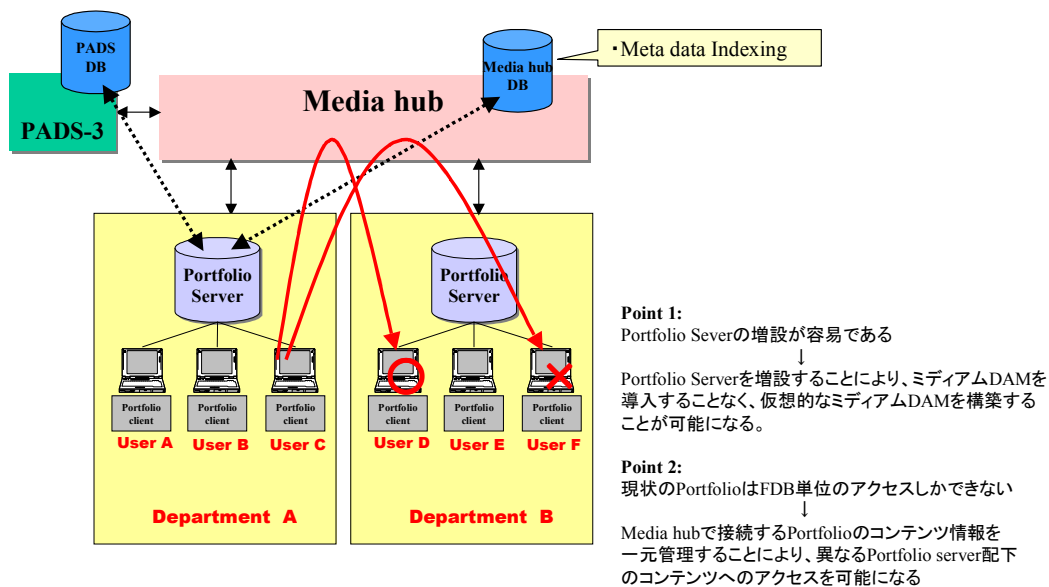 PADS
DB
PADS-3
Media hub
Media hub
DB
・Meta data Indexing
Portfolio
Server
Portfolio
client
User A
Portfolio
client
User B
Portfolio
client
User C
Department A
Portfolio
Server
Portfolio
client
User D
Portfolio
client
User E
Portfolio
client
User F
Department B
Point 1:
Portfolio Severの増設が容易である
↓
Portfolio Serverを増設することにより、ミディアムDAMを
導入することなく、仮想的なミディアムDAMを構築する
ことが可能になる。
Point 2:
現状のPortfolioはFDB単位のアクセスしかできない
↓
Media hubで接続するPortfolioのコンテンツ情報を
一元管理することにより、異なるPortfolio server配下
のコンテンツへのアクセスを可能になる